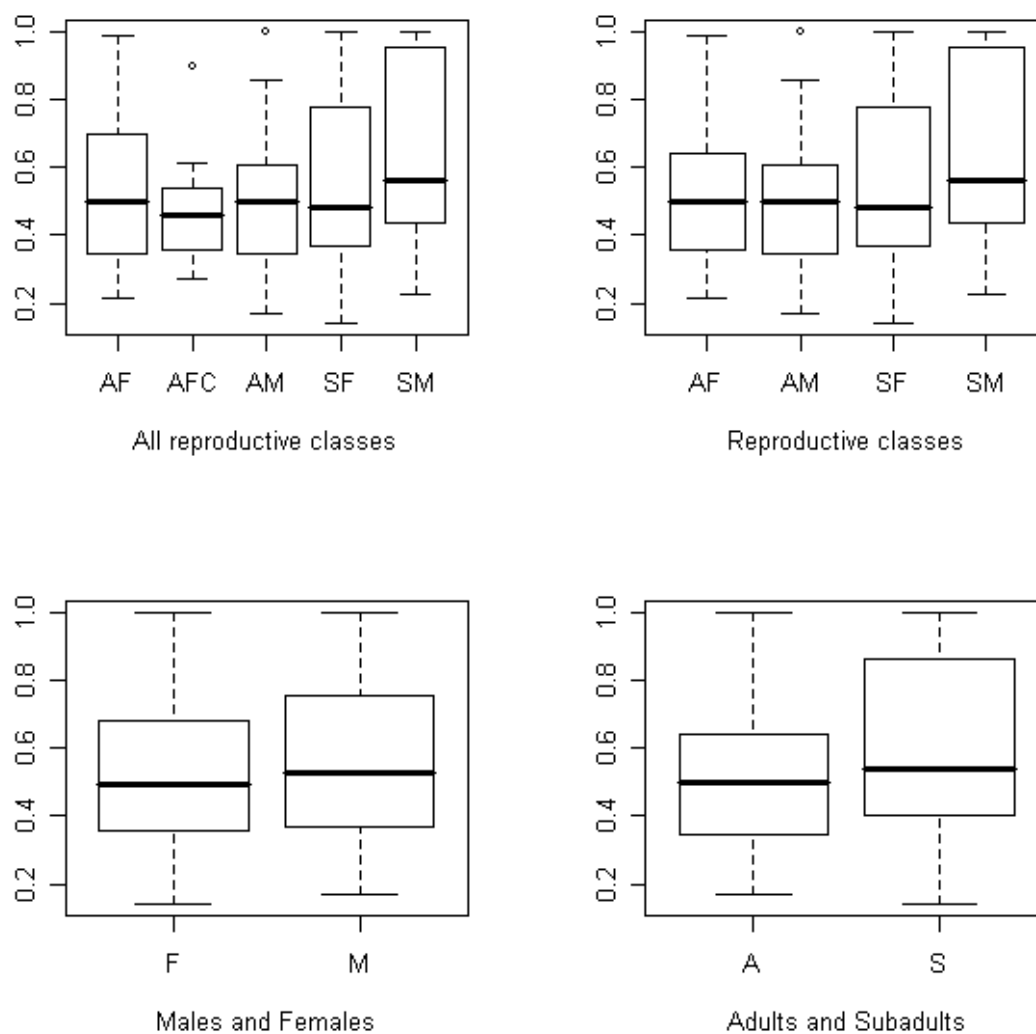 1.0
0.8
0.6
0.4
0.2
AF AFC AM SF SM
All reproductive classes
1.0
0.8
0.6
0.4
0.2
AF AM SF SM
Reproductive classes
1.0
0.8
0.6
0.4
0.2
F M
Males and Females
1.0
0.8
0.6
0.4
0.2
A S
Adults and Subadults